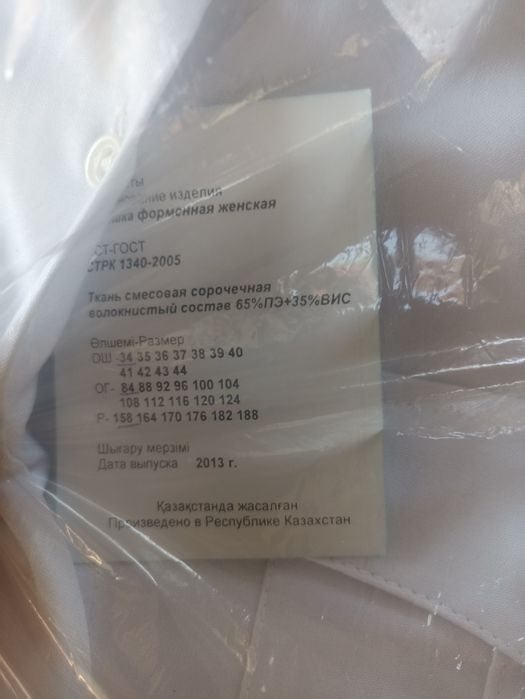 изделия
форменная женская
СТ-ГОСТ
СТРК 1340-2005
Ткань смесовая сорочечная
волокнистый состав 65%ПЭ+35%ВИС
Өлшемі-Размер
ОШ -34 35 36 37 38 39 40
41 42 43 44
ОГ- 84 88 92 96 100 104
108 112 116 120 124
Р- 158 164 170 176 182 188
Шығару мерзімі
Дата выпуска 2013 г.
Қазақстанда жасалған
Произведено в Республике Казахстан